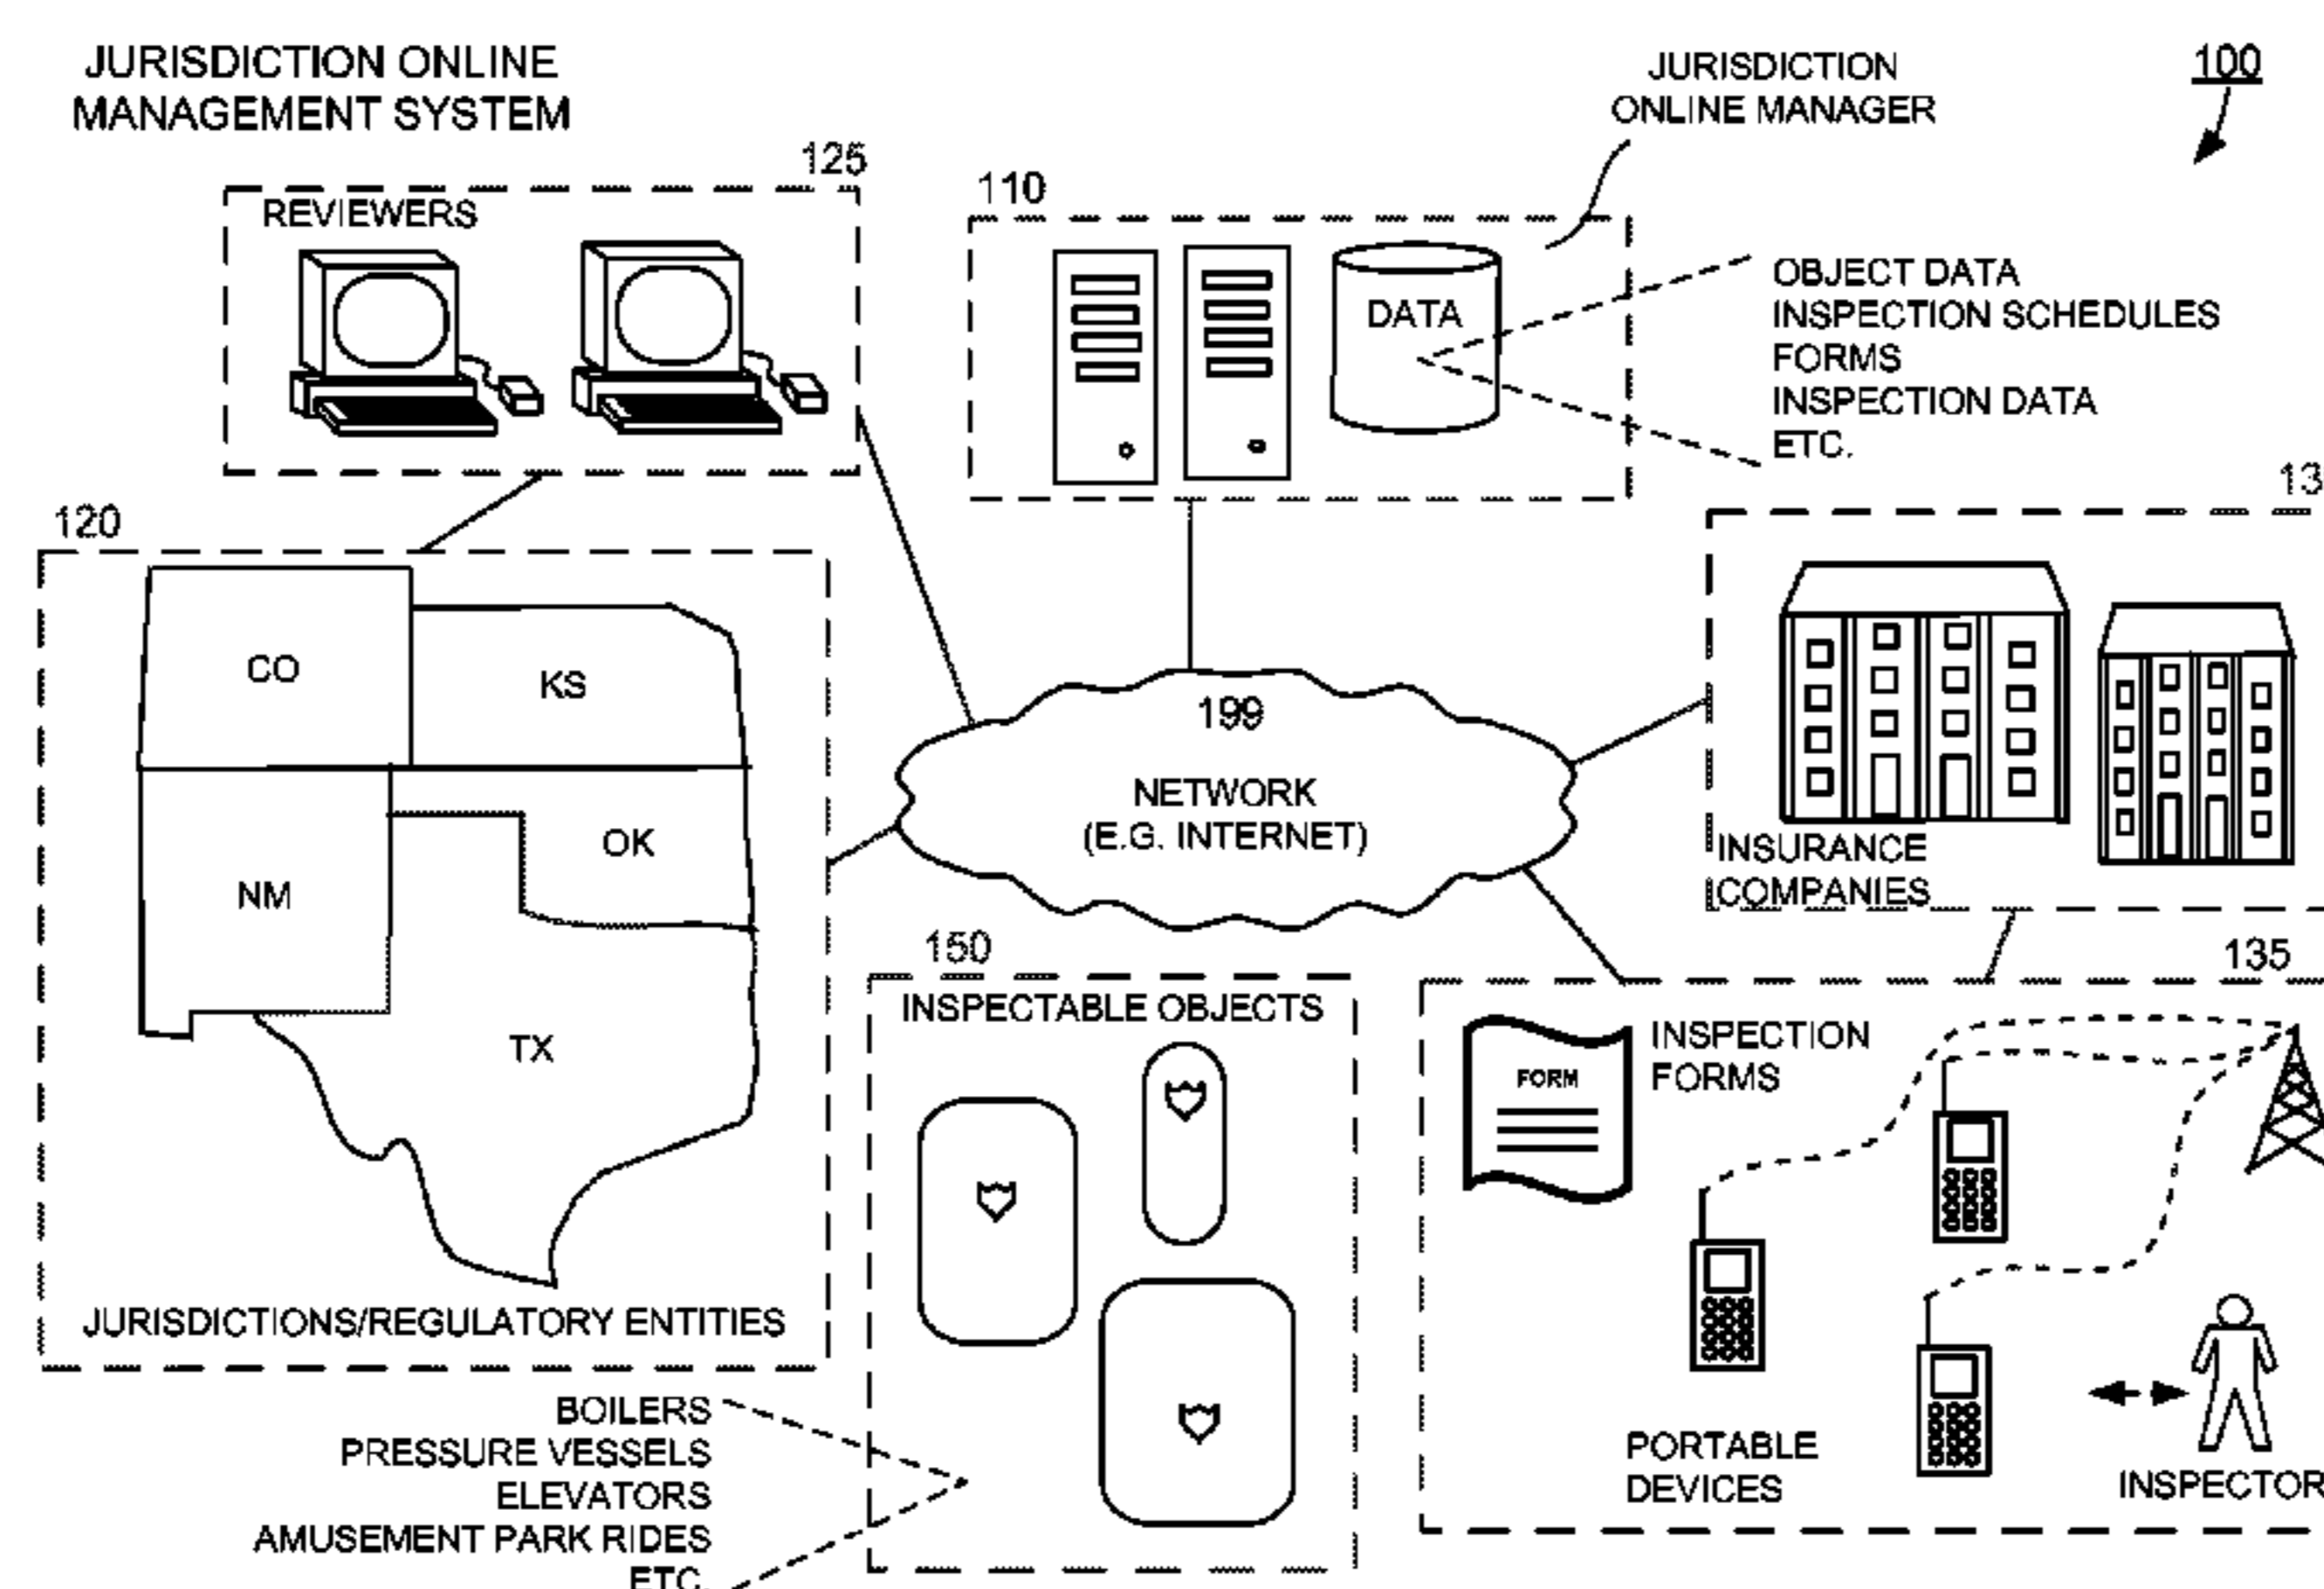 JURISDICTION ONLINE
MANAGEMENT SYSTEM
JURISDICTION
ONLINE MANAGER
100
125
REVIEWERS
110
DATA
OBJECT DATA
INSPECTION SCHEDULES
FORMS
INSPECTION DATA
ETC.
120
CO
KS
NM
OK
TX
JURISDICTIONS/REGULATORY ENTITIES
199
NETWORK
(E.G. INTERNET)
13
INSURANCE
COMPANIES
150
INSPECTABLE OBJECTS
BOILERS
PRESSURE VESSELS
ELEVATORS
AMUSEMENT PARK RIDES
ETC.
135
FORM
INSPECTION
FORMS
PORTABLE
DEVICES
INSPECTOR